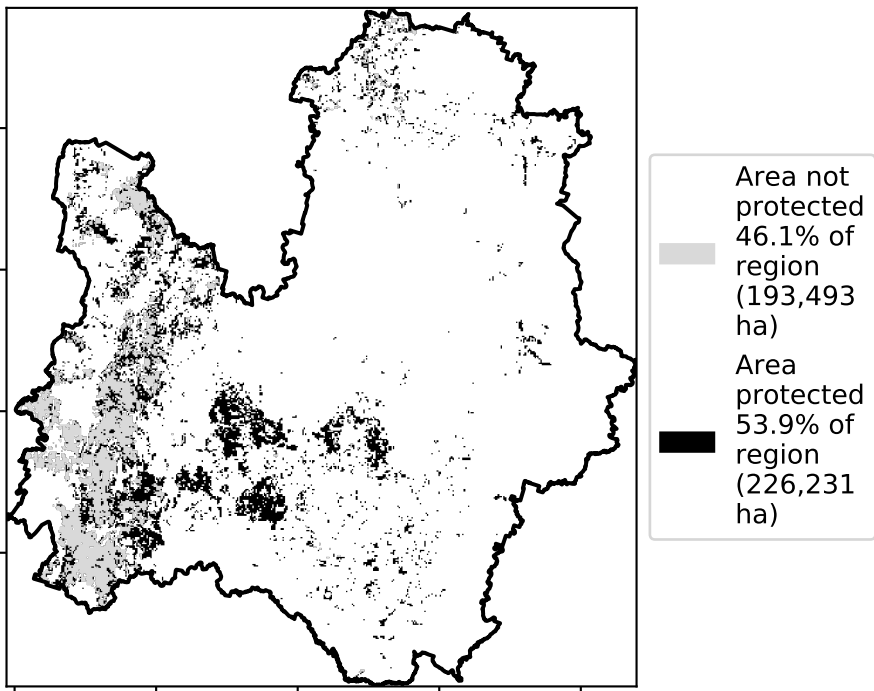 Area not
protected
46.1% of
region
(193,493
ha)
Area
protected
53.9% of
region
(226,231
ha)